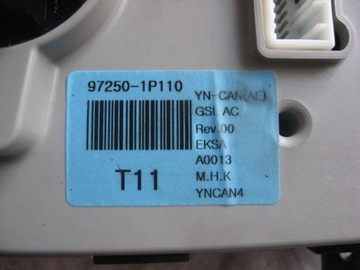 97250-1P110
T11
YN-CAN(AE)
GSL AC
Rev.00
EKSA
A0013
M.H.K
YNCAN4